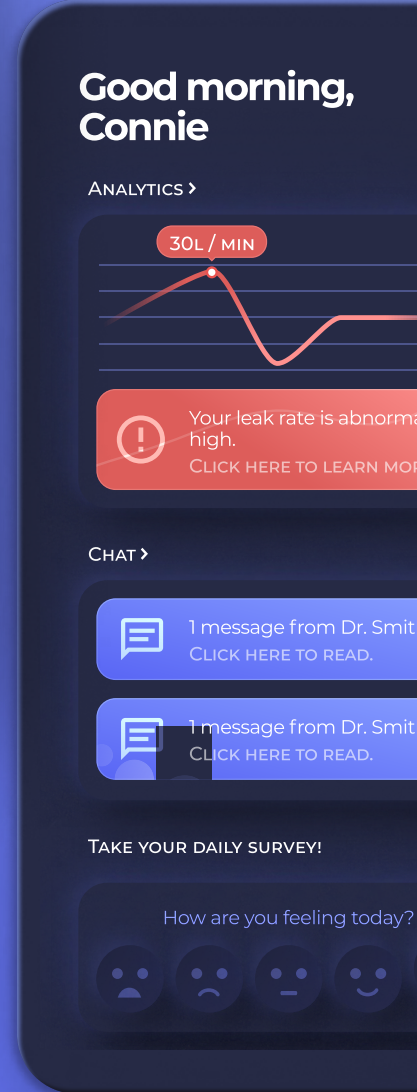 Good morning,
Connie
ANALYTICS
30L / MIN
Your leak rate is abnorma
high.
CLICK HERE TO LEARN MOR
CHAT
1 message from Dr. Smit
CLICK HERE TO READ.
1 message from Dr. Smit
CLICK HERE TO READ.
TAKE YOUR DAILY SURVEY!
How are you feeling today?